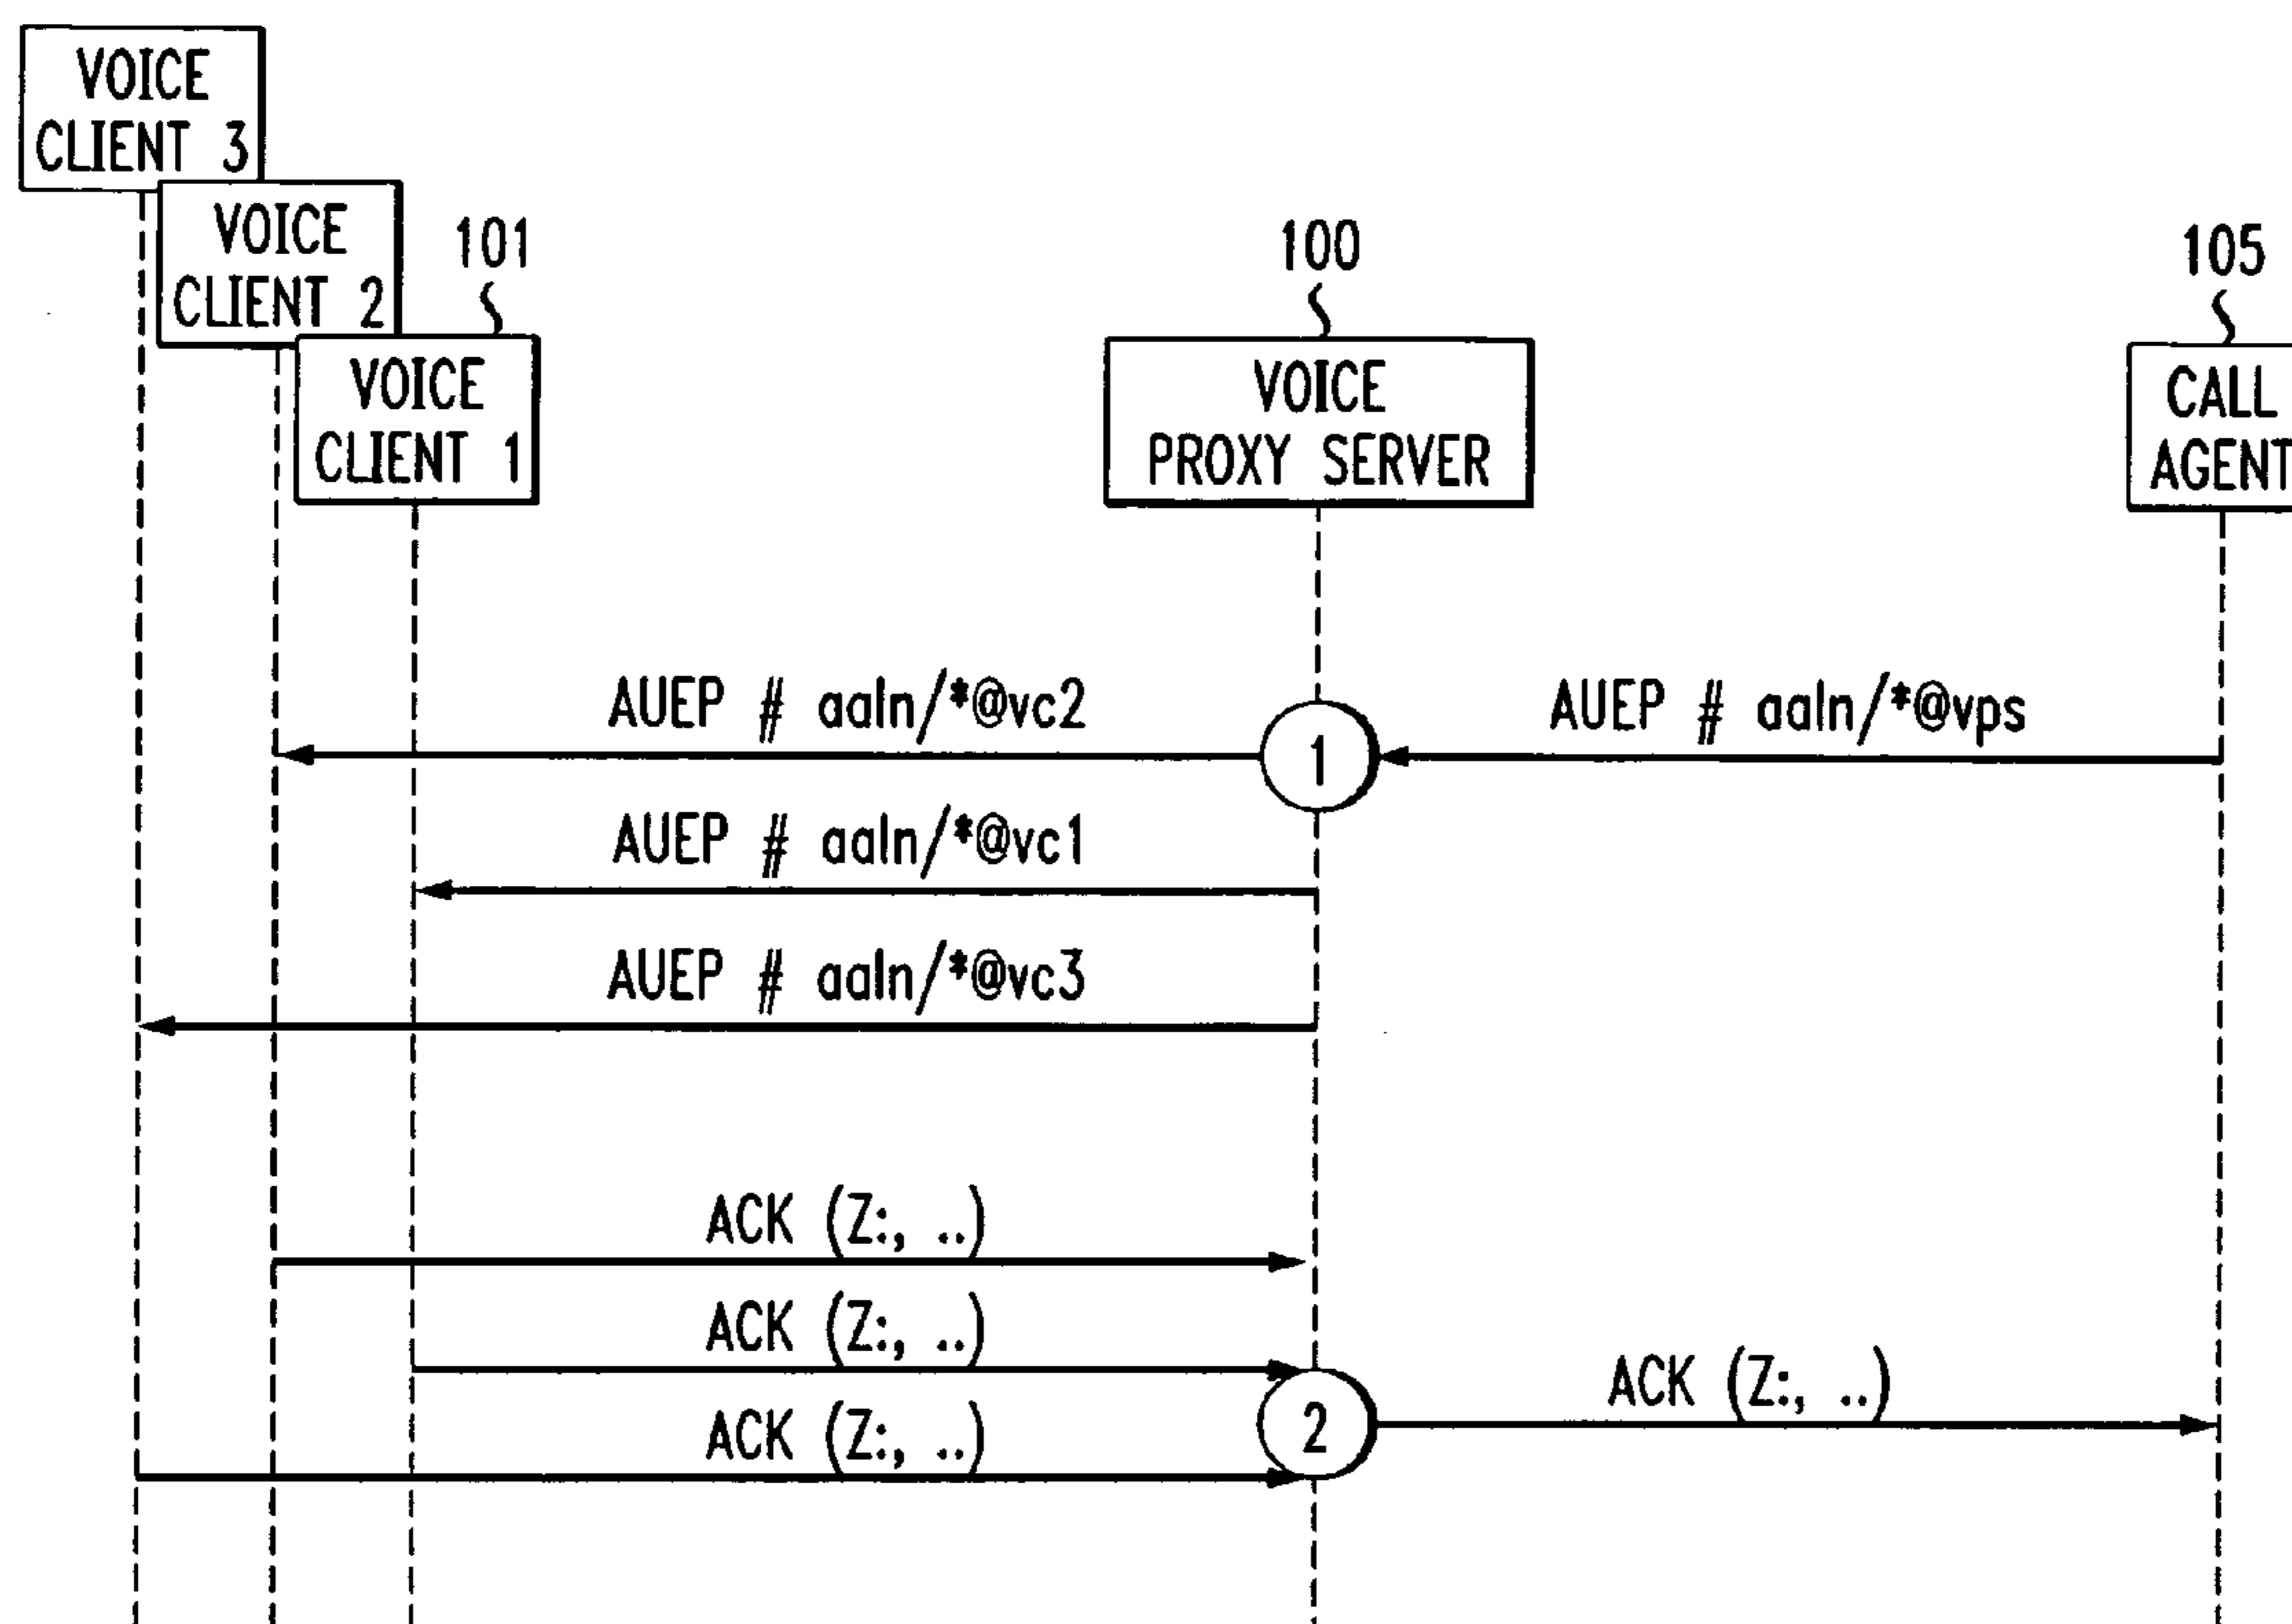 VOICE
CLIENT 3
VOICE
CLIENT 2
101
VOICE
CLIENT 1
100
VOICE
PROXY SERVER
105
CALL
AGENT
AUEP # aaln/*@vc2
1
AUEP # aaln/*@vps
AUEP # aaln/*@vc1
AUEP # aaln/*@vc3
ACK (Z:, ..)
ACK (Z:, ..)
ACK (Z:, ..)
2
ACK (Z:, ..)